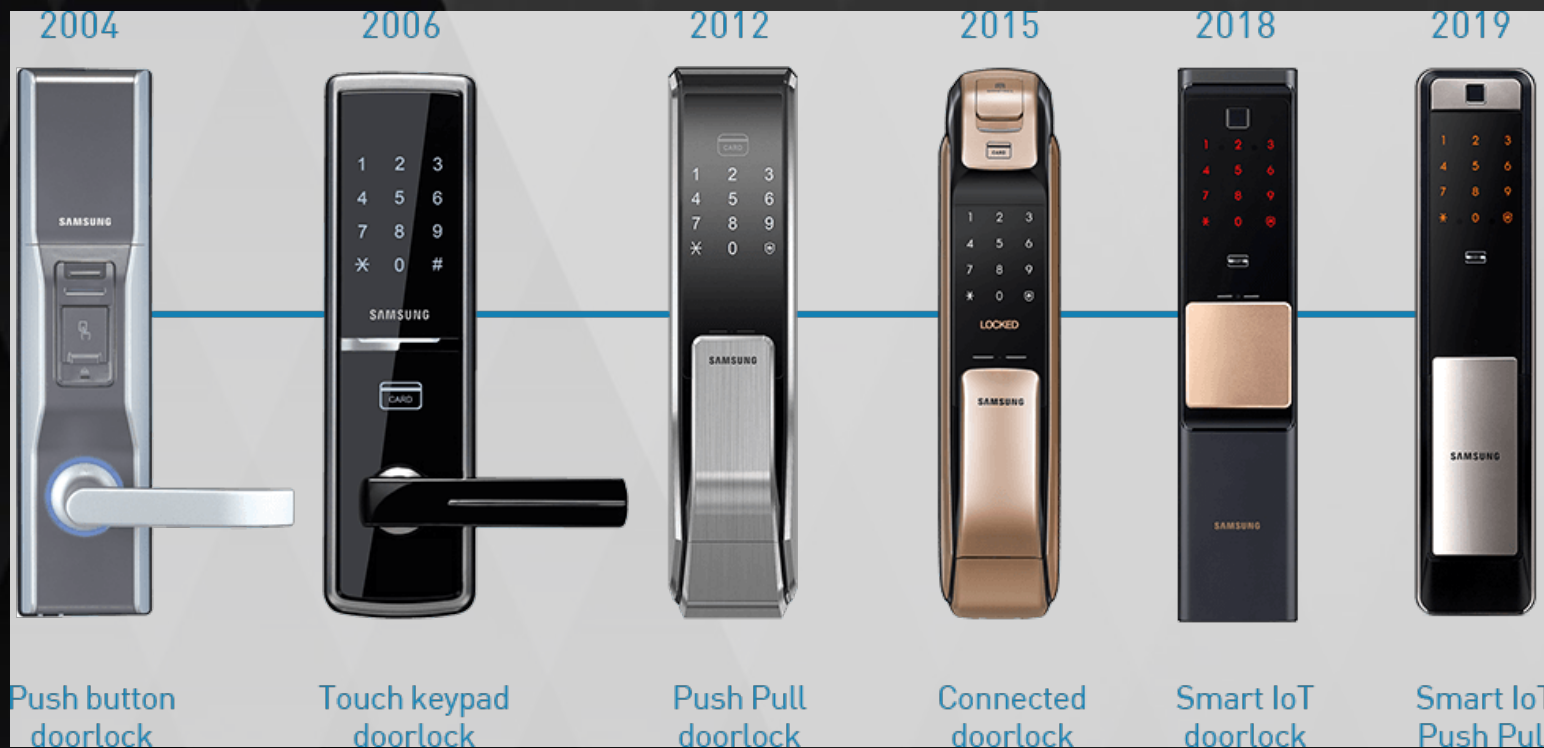 2004
2006
2012
2015
2018
2019
SAMSUNG
1 2 3
4 5 6
7 8 9
* 0 #
SAMSUNG
CARD
CARD
1 2 3
4 5 6
7 8 9
* 0
SAMSUNG
CARD
1 2 3
4 5 6
7 8 9
* 0
LOCKED
SAMSUNG
1 2 3
4 5 6
7 8 9
* 0
SAMSUNG
1 2 3
4 5 6
7 8 9
* 0
SAMSUNG
Push button
doorlock
Touch keypad
doorlock
Push Pull
doorlock
Connected
doorlock
Smart IoT
doorlock
Smart IoT
Push Pul